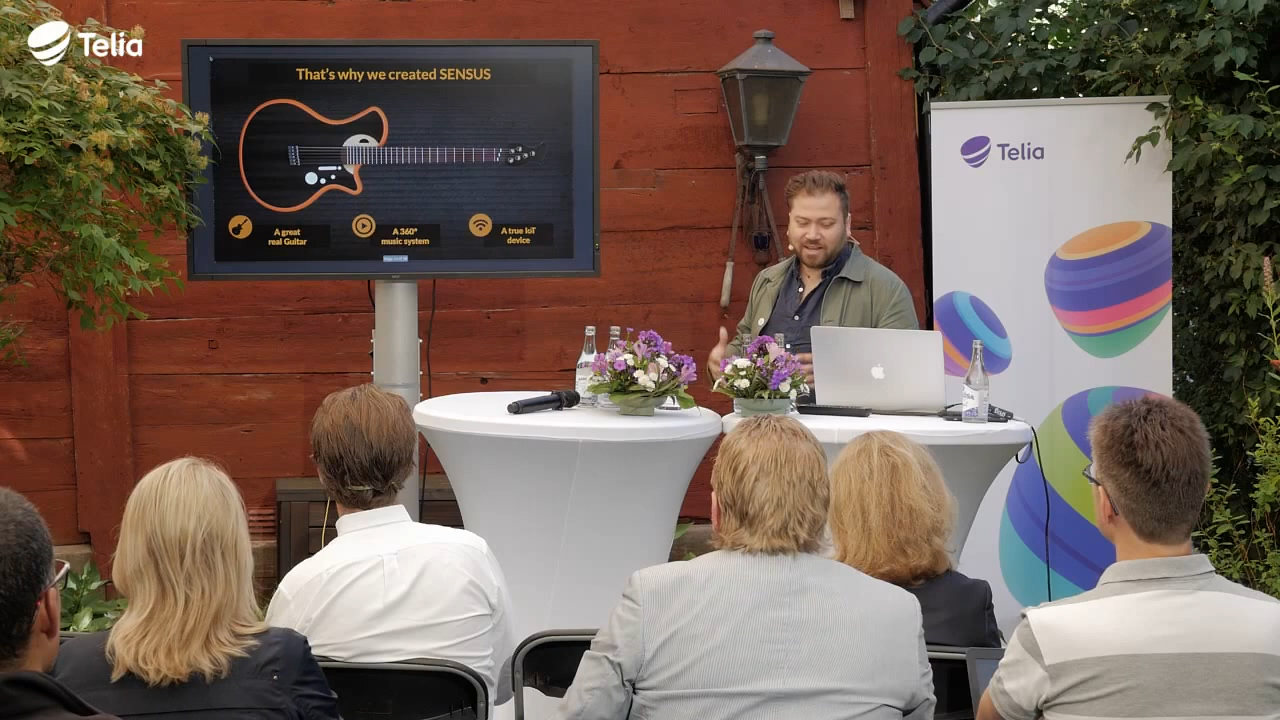 Telia
That's why we created SENSUS
A great
real Guitar
A 360°
music system
A true IoT
device
Telia